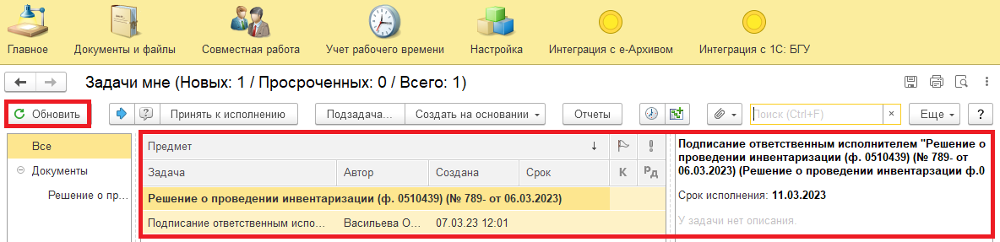 Главное Документы и файлы Совместная работа Учет рабочего времени Настройка Интеграция с е-Архивом Интеграция с 1С: БГУ
Задачи мне (Новых: 1 / Просроченных: 0 / Всего: 1)
Обновить Принять к исполнению Подзадача... Создать на основании Отчеты Поиск (Ctrl+F) × Еще ?
Все
Документы
Решение о пр...
Предмет ↓ !
Задача Автор Создана Срок К Рд
Решение о проведении инвентаризации (ф. 0510439) (№ 789- от 06.03.2023)
Подписание ответственным испо... Васильева О... 07.03.23 12:01
Подписание ответственным исполнителем "Решение о
проведении инвентаризации (ф. 0510439) (№ 789- от
06.03.2023) (Решение о проведении инвентарзации ф.0
Срок исполнения: 11.03.2023
У задачи нет описания.